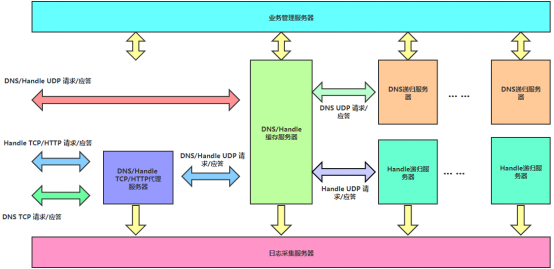 业务管理服务器
DNS/Handle UDP 请求/应答
DNS UDP 请求
/应答
DNS递归服务
器
... ...
DNS递归服务
器
DNS/Handle
缓存服务器
Handle TCP/HTTP 请求/应答
DNS/Handle UDP 请
求/应答
DNS/Handle
TCP/HTTP代理
服务器
Handle递归服
务器
... ...
Handle递归服
务器
Handle UDP 请
求/应答
DNS TCP 请求/应答
日志采集服务器